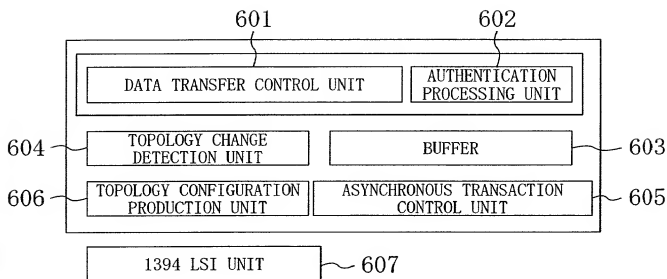 601
602
DATA TRANSFER CONTROL UNIT
AUTHENTICATION
PROCESSING UNIT
604
TOPOLOGY CHANGE
DETECTION UNIT
BUFFER
603
606
TOPOLOGY CONFIGURATION
PRODUCTION UNIT
ASYNCHRONOUS TRANSACTION
CONTROL UNIT
605
1394 LSI UNIT
607